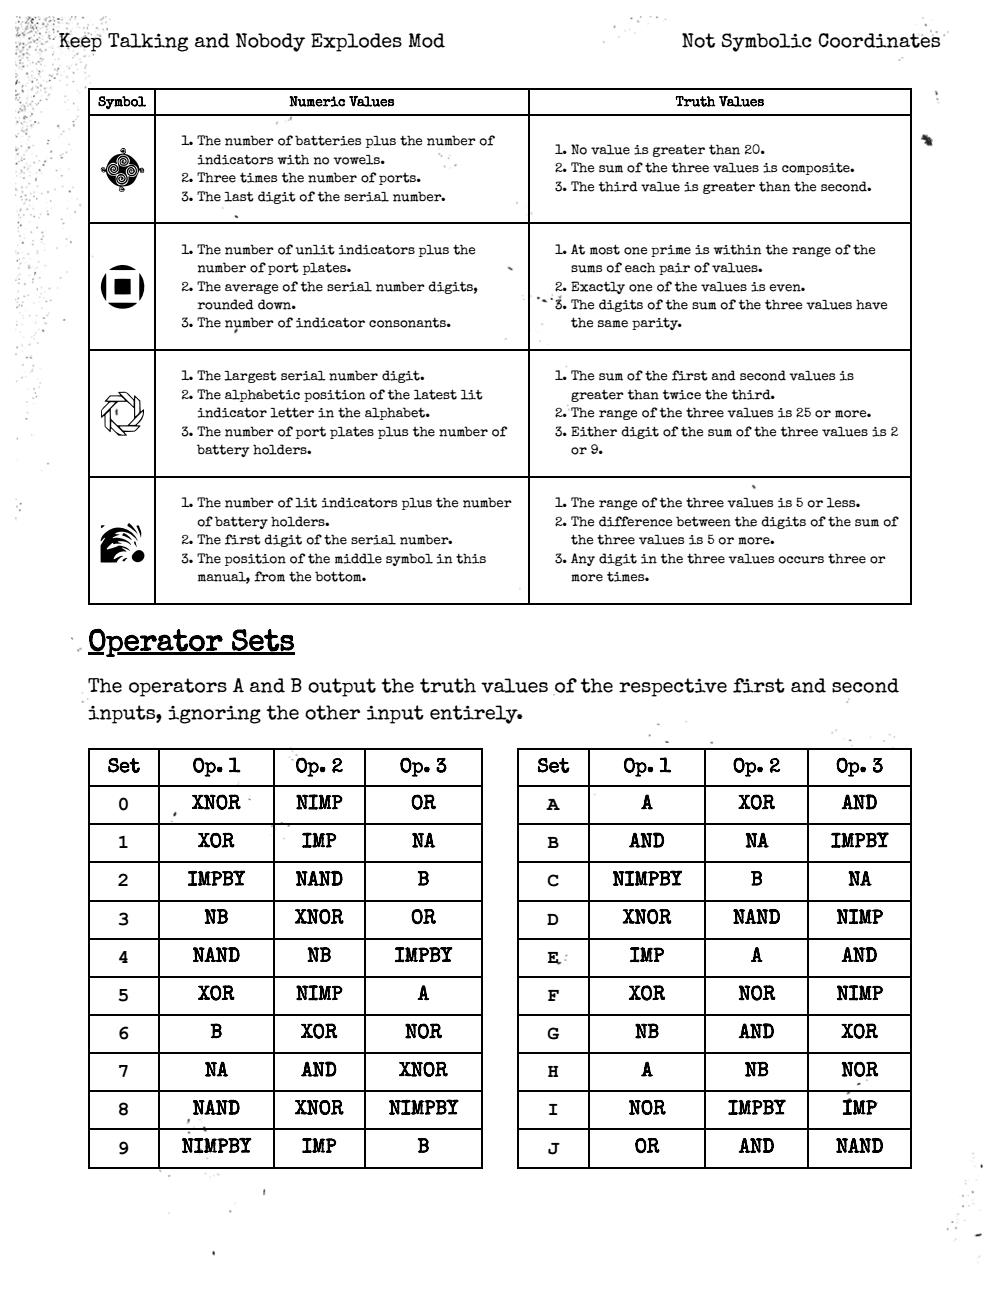 Keep Talking and Nobody Explodes Mod
Not Symbolic Coordinates
Symbol
Numeric Values
Truth Values
1. The number of batteries plus the number of
indicators with no vowels.
2. Three times the number of ports.
3. The last digit of the serial number.
1. No value is greater than 20.
2. The sum of the three values is composite.
3. The third value is greater than the second.
1. The number of unlit indicators plus the
number of port plates.
2. The average of the serial number digits,
rounded down.
3. The number of indicator consonants.
1. At most one prime is within the range of the
sums of each pair of values.
2. Exactly one of the values is even.
3. The digits of the sum of the three values have
the same parity.
1. The largest serial number digit.
2. The alphabetic position of the latest lit
indicator letter in the alphabet.
3. The number of port plates plus the number of
battery holders.
1. The sum of the first and second values is
greater than twice the third.
2. The range of the three values is 25 or more.
3. Either digit of the sum of the three values is 2
or 9.
1. The number of lit indicators plus the number
of battery holders.
2. The first digit of the serial number.
3. The position of the middle symbol in this
manual, from the bottom.
1. The range of the three values is 5 or less.
2. The difference between the digits of the sum of
the three values is 5 or more.
3. Any digit in the three values occurs three or
more times.
Operator Sets
The operators A and B output the truth values of the respective first and second
inputs, ignoring the other input entirely.
Set Op. 1 Op. 2 Op. 3
0 XNOR NIMP OR
1 XOR IMP NA
2 IMPBY NAND B
3 NB XNOR OR
4 NAND NB IMPBY
5 XOR NIMP A
6 B XOR NOR
7 NA AND XNOR
8 NAND XNOR NIMPBY
9 NIMPBY IMP B
Set Op. 1 Op. 2 Op. 3
A A XOR AND
B AND NA IMPBY
C NIMPBY B NA
D XNOR NAND NIMP
E IMP A AND
F XOR NOR NIMP
G NB AND XOR
H A NB NOR
I NOR IMPBY IMP
J OR AND NAND